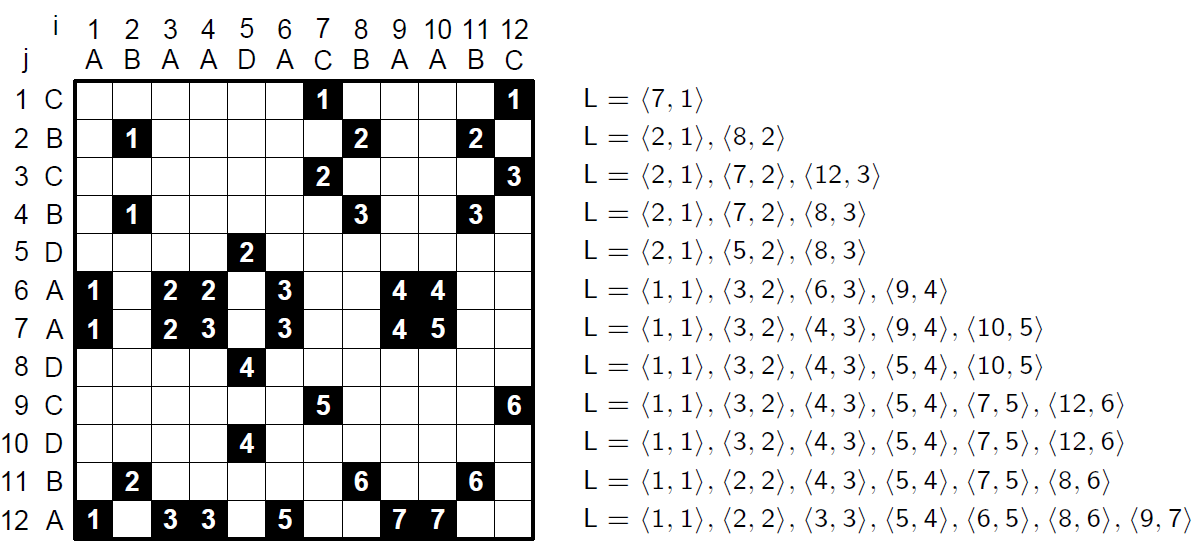 i 1 2 3 4 5 6 7 8 9 10 11 12
j A B A A D A C B A A B C
1 C 1 1 L = ⟨7, 1⟩
2 B 1 2 2 L = ⟨2, 1⟩, ⟨8, 2⟩
3 C 2 3 L = ⟨2, 1⟩, ⟨7, 2⟩, ⟨12, 3⟩
4 B 1 3 3 L = ⟨2, 1⟩, ⟨7, 2⟩, ⟨8, 3⟩
5 D 2 L = ⟨2, 1⟩, ⟨5, 2⟩, ⟨8, 3⟩
6 A 1 2 2 3 4 4 L = ⟨1, 1⟩, ⟨3, 2⟩, ⟨6, 3⟩, ⟨9, 4⟩
7 A 1 2 3 3 4 5 L = ⟨1, 1⟩, ⟨3, 2⟩, ⟨4, 3⟩, ⟨9, 4⟩, ⟨10, 5⟩
8 D 4 L = ⟨1, 1⟩, ⟨3, 2⟩, ⟨4, 3⟩, ⟨5, 4⟩, ⟨10, 5⟩
9 C 5 6 L = ⟨1, 1⟩, ⟨3, 2⟩, ⟨4, 3⟩, ⟨5, 4⟩, ⟨7, 5⟩, ⟨12, 6⟩
10 D 4 L = ⟨1, 1⟩, ⟨3, 2⟩, ⟨4, 3⟩, ⟨5, 4⟩, ⟨7, 5⟩, ⟨12, 6⟩
11 B 2 6 6 L = ⟨1, 1⟩, ⟨2, 2⟩, ⟨4, 3⟩, ⟨5, 4⟩, ⟨7, 5⟩, ⟨8, 6⟩
12 A 1 3 3 5 7 7 L = ⟨1, 1⟩, ⟨2, 2⟩, ⟨3, 3⟩, ⟨5, 4⟩, ⟨6, 5⟩, ⟨8, 6⟩, ⟨9, 7⟩